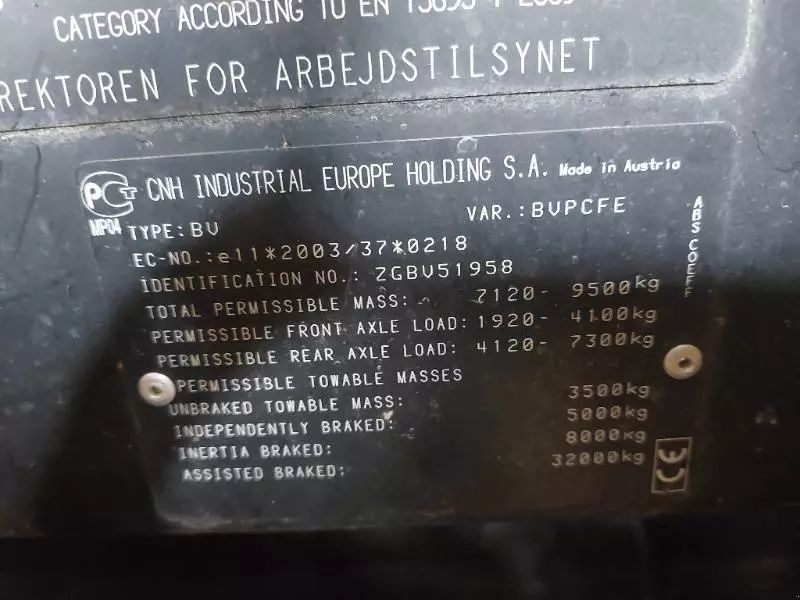 CATEGORY ACCORDING TO EN
REKTOREN FOR ARBEJDSTILSYNET
PCT CNH INDUSTRIAL EUROPE HOLDING S.A. Made in Austria
MP04 TYPE: BV VAR.: BVPCFE
EC-NO.: e11*2003/37*0218
IDENTIFICATION NO.: ZGBV51958
TOTAL PERMISSIBLE MASS: 7120- 9500kg
PERMISSIBLE FRONT AXLE LOAD: 1920- 4100kg
PERMISSIBLE REAR AXLE LOAD: 4120- 7300kg
PERMISSIBLE TOWABLE MASSES
UNBRAKED TOWABLE MASS: 3500kg
INDEPENDENTLY BRAKED: 5000kg
INERTIA BRAKED: 8000kg
ASSISTED BRAKED: 32000kg
CE
ABS COEFF